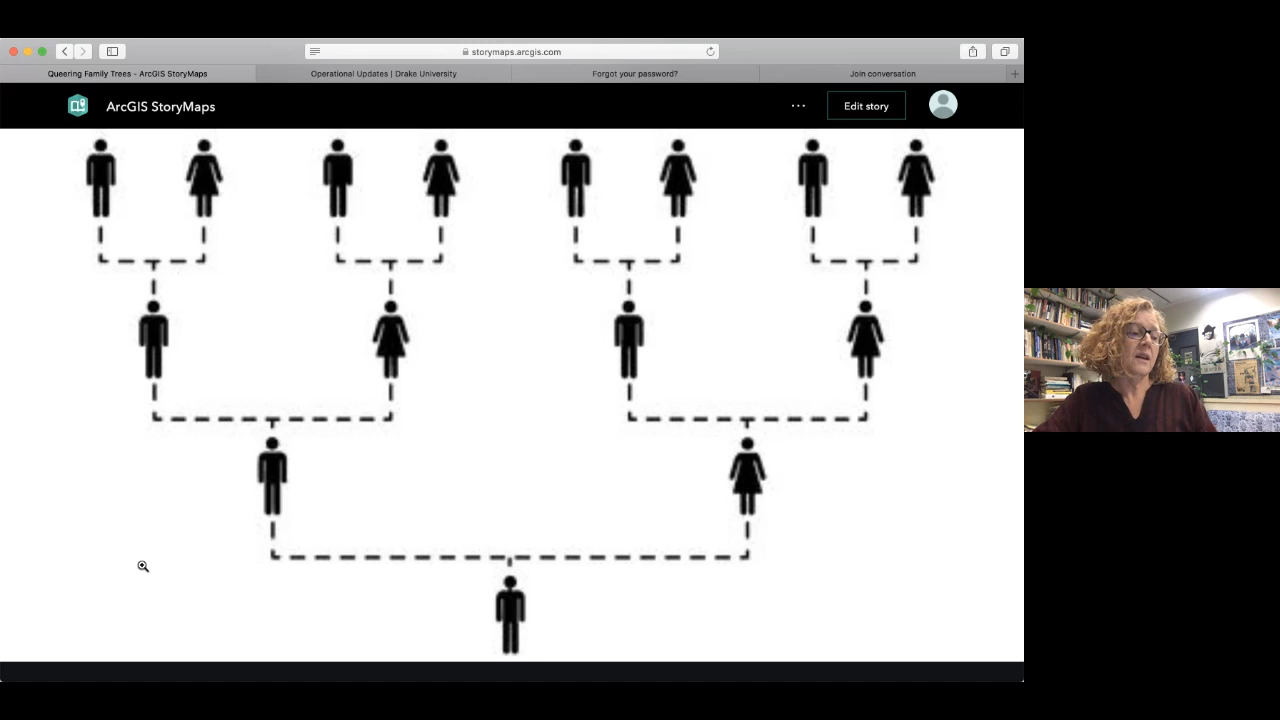 storymaps.arcgis.com
Queering Family Trees - ArcGIS StoryMaps
Operational Updates | Drake University
Forgot your password?
Join conversation
ArcGIS StoryMaps
Edit story